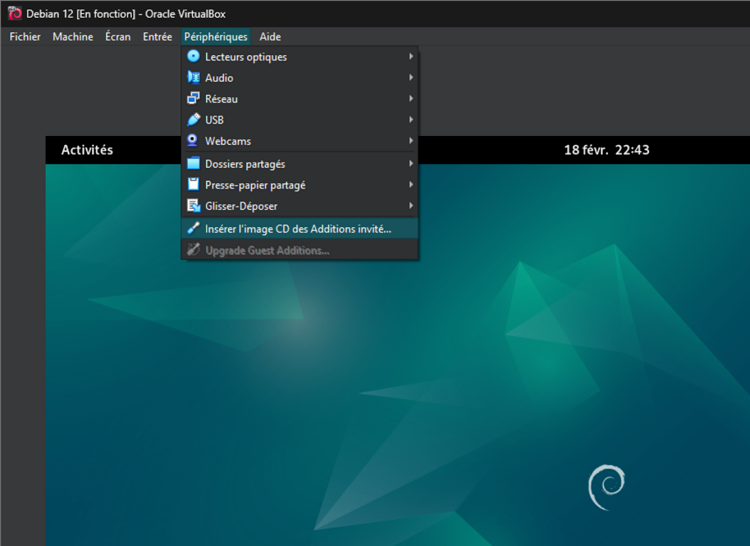 Debian 12 [En fonction] - Oracle VirtualBox
Fichier Machine Écran Entrée Périphériques Aide
Lecteurs optiques
Audio
Réseau
USB
Webcams
Dossiers partagés
Presse-papier partagé
Glisser-Déposer
Insérer l'image CD des Additions invité...
Upgrade Guest Additions...
Activités 18 févr. 22:43